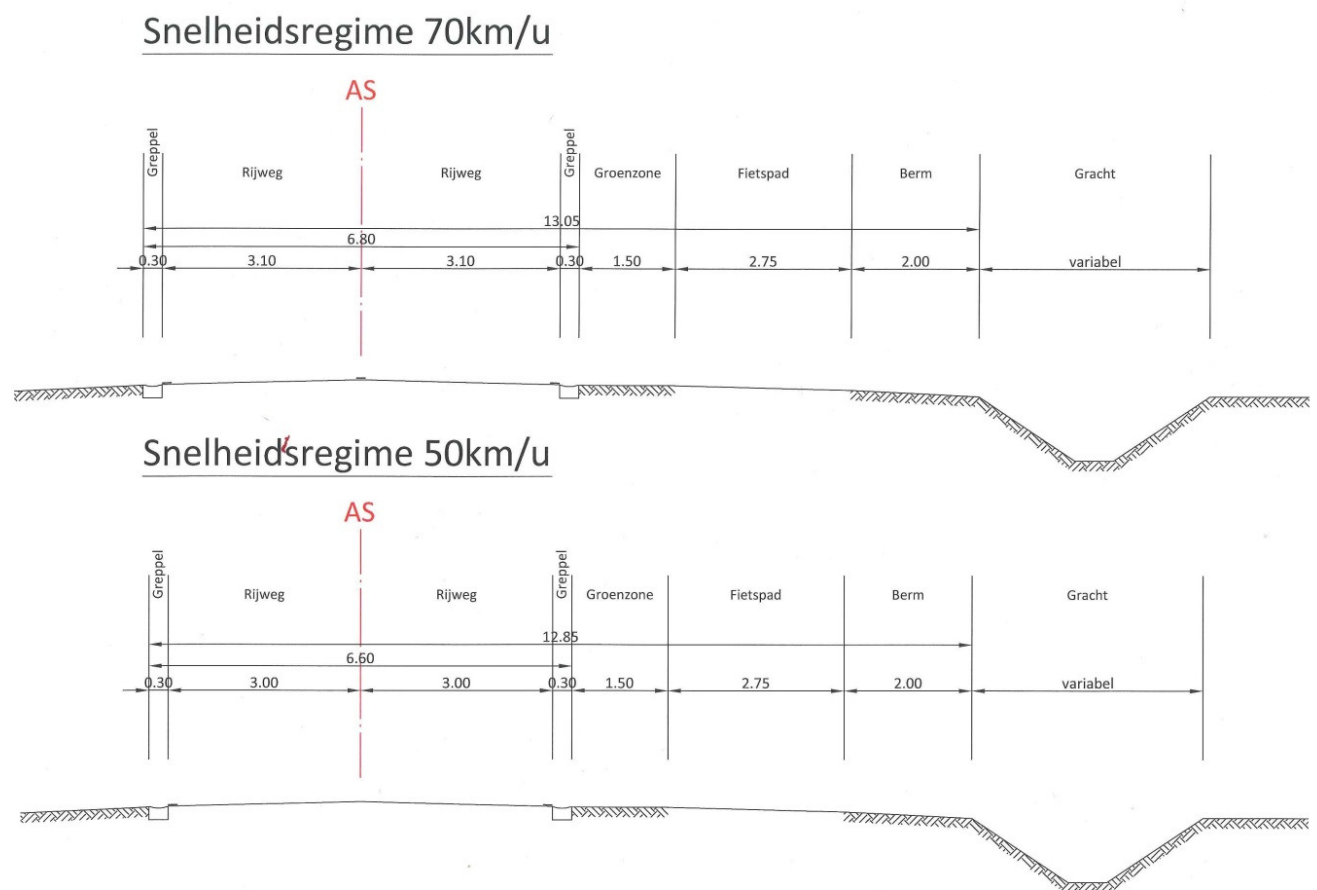 Snelheidsregime 70km/u
AS
Greppel Rijweg Rijweg Greppel Groenzone Fietspad Berm Gracht
13.05
6.80
0.30 3.10 3.10 0.30 1.50 2.75 2.00 variabel
Snelheidsregime 50km/u
AS
Greppel Rijweg Rijweg Greppel Groenzone Fietspad Berm Gracht
12.85
6.60
0.30 3.00 3.00 0.30 1.50 2.75 2.00 variabel